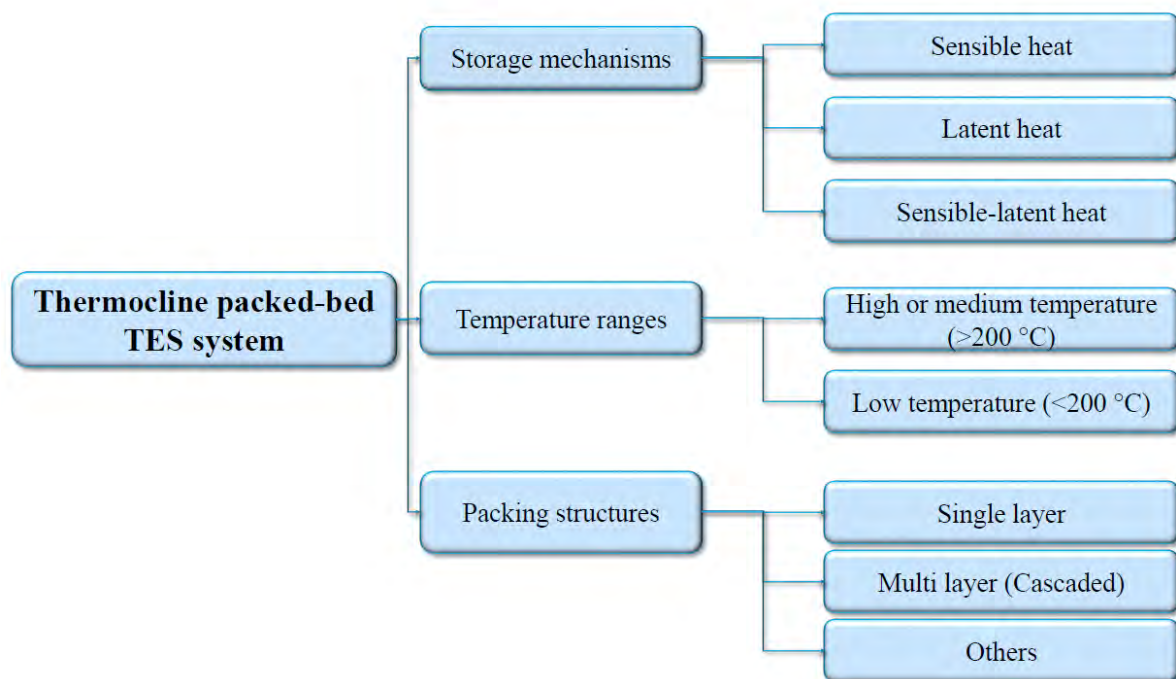 Thermocline packed-bed
TES system
Storage mechanisms
Sensible heat
Latent heat
Sensible-latent heat
Temperature ranges
High or medium temperature
(>200 °C)
Low temperature (<200 °C)
Packing structures
Single layer
Multi layer (Cascaded)
Others